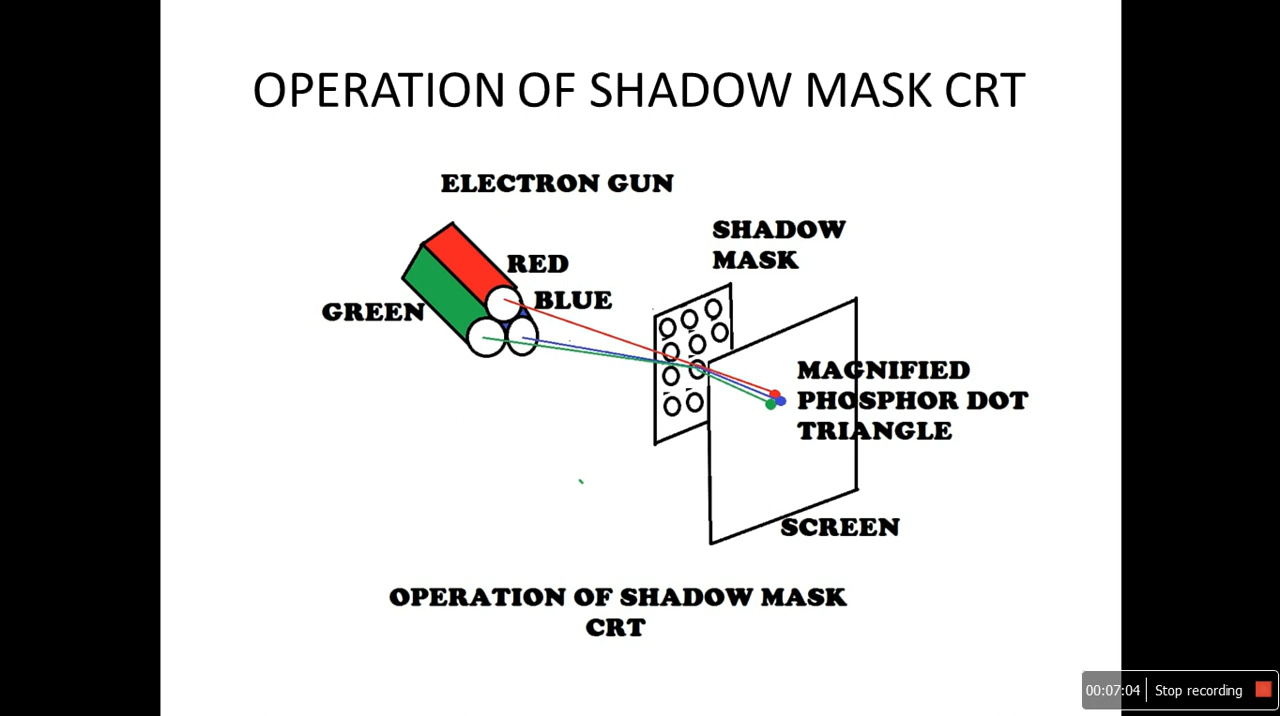 OPERATION OF SHADOW MASK CRT
ELECTRON GUN
SHADOW
MASK
RED
BLUE
GREEN
MAGNIFIED
PHOSPHOR DOT
TRIANGLE
SCREEN
OPERATION OF SHADOW MASK
CRT
00:07:04 Stop recording